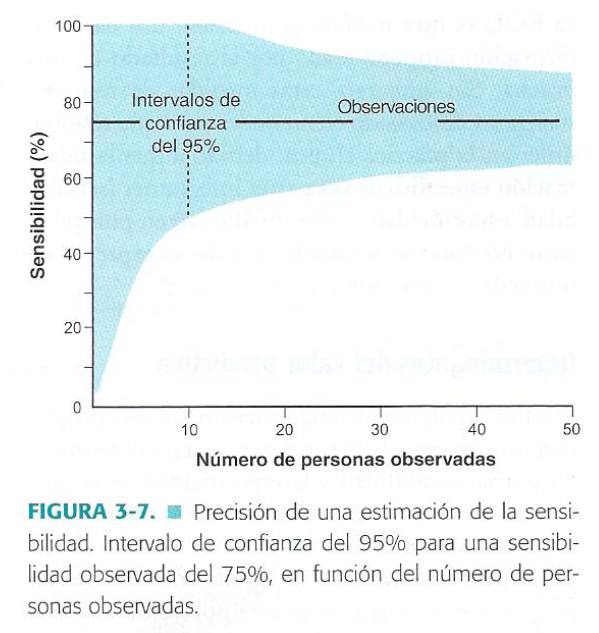 100
80
60
40
20
0
Sensibilidad (%)
Intervalos de
confianza
del 95%
Observaciones
10
20
30
40
50
Número de personas observadas
FIGURA 3-7. Precisión de una estimación de la sensi-
bilidad. Intervalo de confianza del 95% para una sensibi-
lidad observada del 75%, en función del número de per-
sonas observadas.